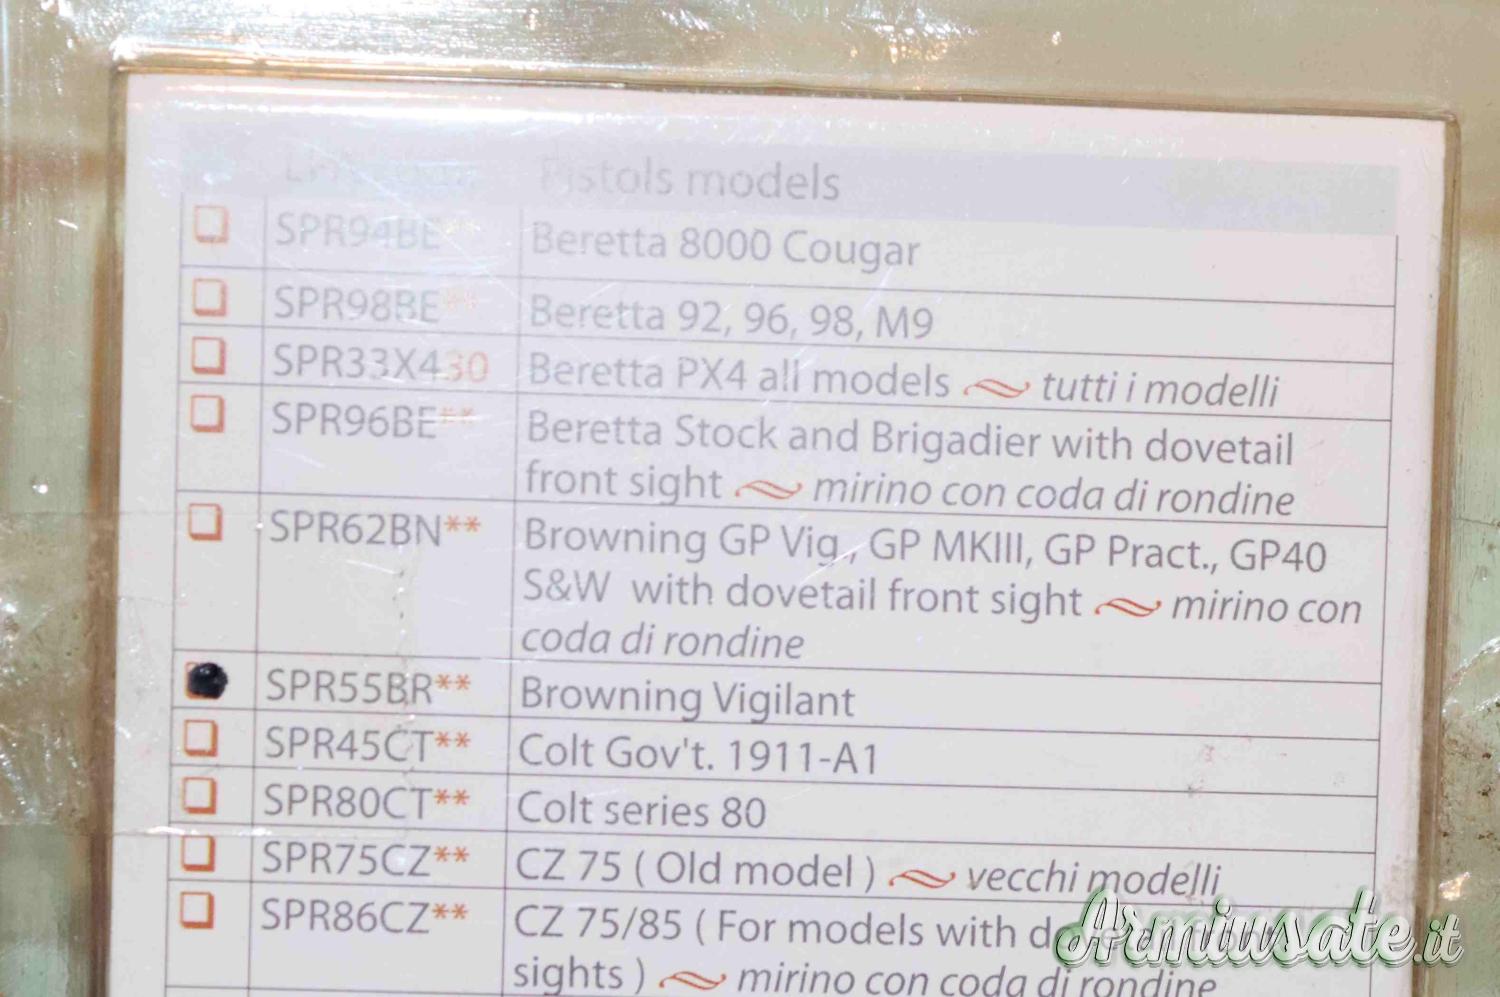 Pistols models
SPR94BE** Beretta 8000 Cougar
SPR98BE** Beretta 92, 96, 98, M9
SPR33X430 Beretta PX4 all models ~ tutti i modelli
SPR96BE** Beretta Stock and Brigadier with dovetail
front sight ~ mirino con coda di rondine
SPR62BN** Browning GP Vig., GP MKIII, GP Pract., GP40
S&W with dovetail front sight ~ mirino con
coda di rondine
SPR55BR** Browning Vigilant
SPR45CT** Colt Gov't. 1911-A1
SPR80CT** Colt series 80
SPR75CZ** CZ 75 ( Old model ) ~ vecchi modelli
SPR86CZ** CZ 75/85 ( For models with
sights ) ~ mirino con coda di rondine
Armiusate.it